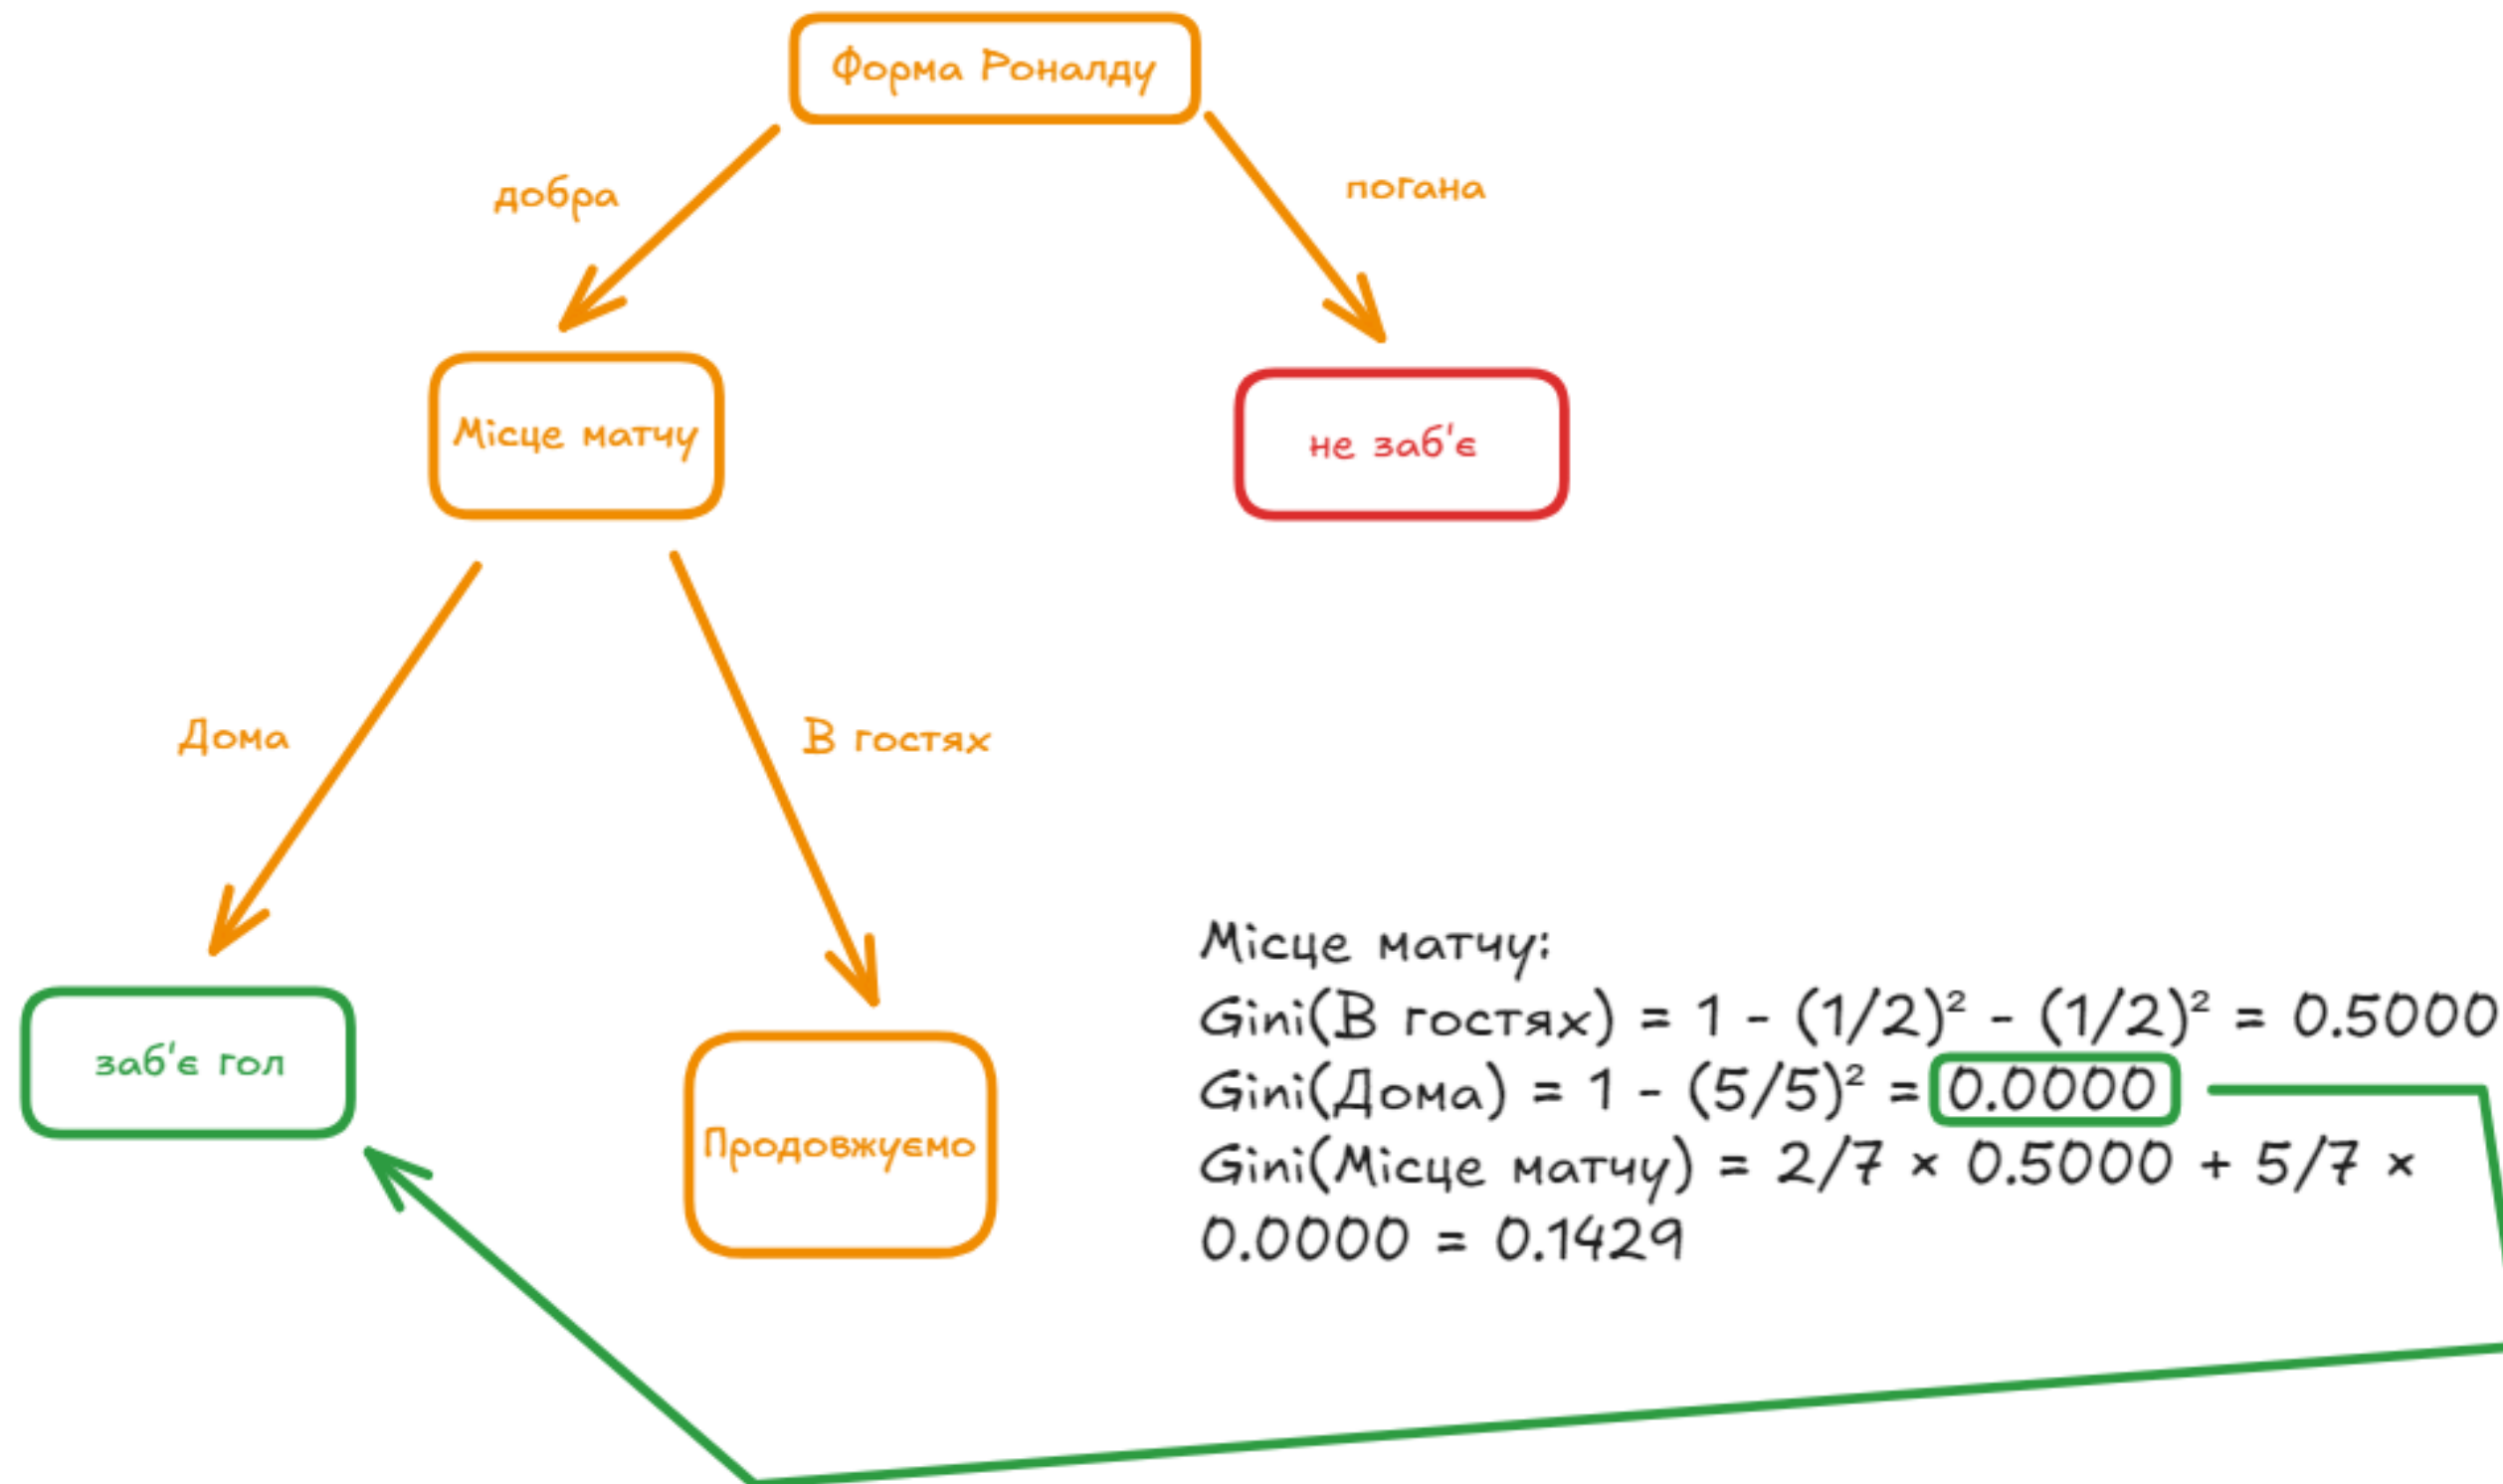 Форма Роналду
добра
погана
Місце матчу
не заб'є
Дома
В гостях
Місце матчу:
Gini(В гостях) = 1 - (1/2)² - (1/2)² = 0.5000
заб'є гол
Gini(Дома) = 1 - (5/5)² = 0.0000
Продовжуємо
Gini(Місце матчу) = 2/7 × 0.5000 + 5/7 ×
0.0000 = 0.1429